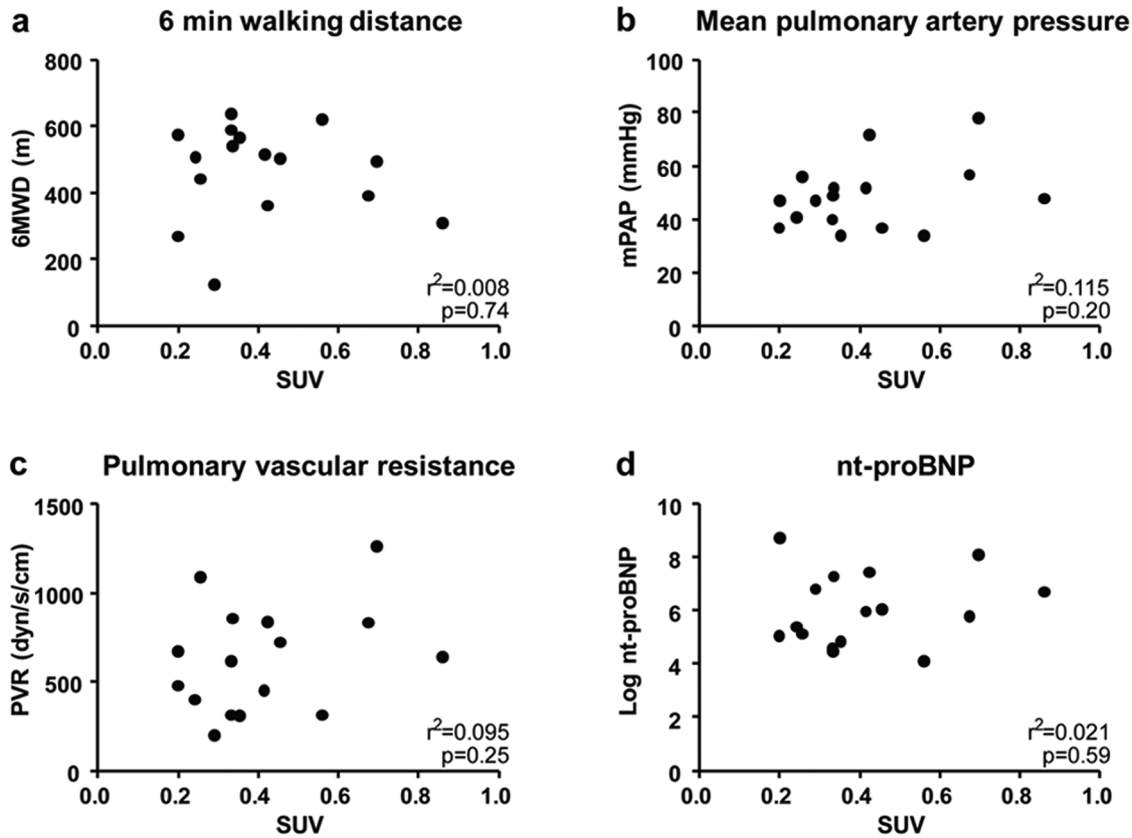 a 6 min walking distance
800
600
400
200
0
6MWD (m)
r²=0.008
p=0.74
0.0 0.2 0.4 0.6 0.8 1.0
SUV
b Mean pulmonary artery pressure
100
80
60
40
20
0
mPAP (mmHg)
r²=0.115
p=0.20
0.0 0.2 0.4 0.6 0.8 1.0
SUV
c Pulmonary vascular resistance
1500
1000
500
0
PVR (dyn/s/cm)
r²=0.095
p=0.25
0.0 0.2 0.4 0.6 0.8 1.0
SUV
d nt-proBNP
10
8
6
4
2
0
Log nt-proBNP
r²=0.021
p=0.59
0.0 0.2 0.4 0.6 0.8 1.0
SUV